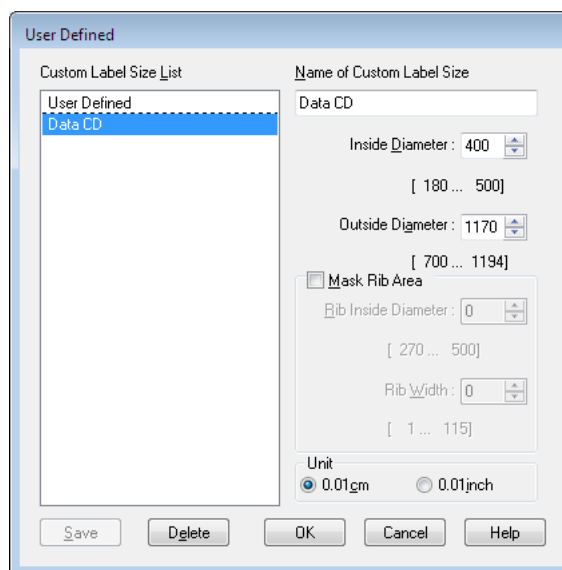 User Defined
Custom Label Size List
User Defined
Data CD
Name of Custom Label Size
Data CD
Inside Diameter : 400
[ 180 ... 500]
Outside Diameter : 1170
[ 700 ... 1194]
Mask Rib Area
Rib Inside Diameter : 0
[ 270 ... 500]
Rib Width : 0
[ 1 ... 115]
Unit
0.01cm 0.01inch
Save Delete OK Cancel Help